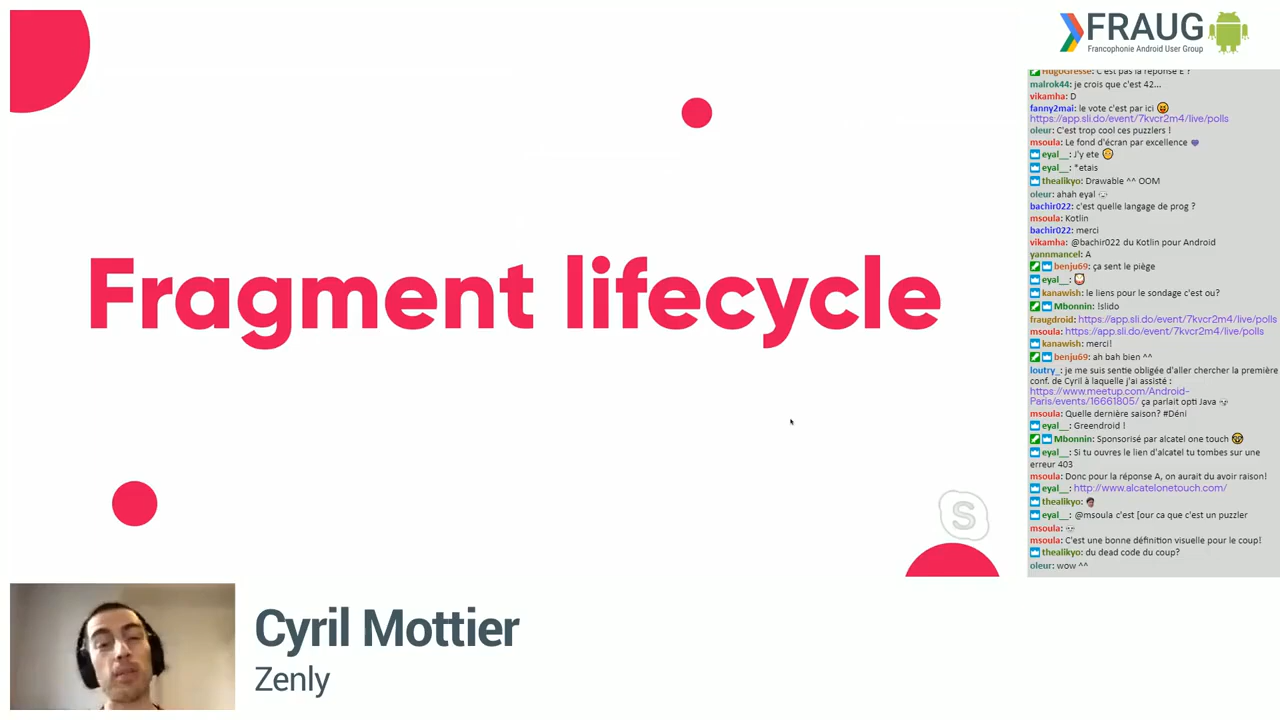 FRAUG
Francophonie Android User Group
Fragment lifecycle
S
HugoGresse: C'est pas la réponse E ?
malrok44: je crois que c'est 42...
vikamha: D
fanny2mai: le vote c'est par ici
https://app.sli.do/event/7kvcr2m4/live/polls
oleur: C'est trop cool ces puzzlers !
msoula: Le fond d'écran par excellence
eyal__: J'y ete
eyal__: *etais
thealikyo: Drawable ^^ OOM
oleur: ahah eyal
bachir022: c'est quelle langage de prog ?
msoula: Kotlin
bachir022: merci
vikamha: @bachir022 du Kotlin pour Android
yannmancel: A
benju69: ça sent le piège
eyal__:
kanawish: le liens pour le sondage c'est ou?
Mbonnin: !slido
fraugdroid: https://app.sli.do/event/7kvcr2m4/live/polls
msoula: https://app.sli.do/event/7kvcr2m4/live/polls
kanawish: merci!
benju69: ah bah bien ^^
loutry_: je me suis sentie obligée d'aller chercher la première
conf. de Cyril à laquelle j'ai assisté :
https://www.meetup.com/Android-
Paris/events/16661805/ ça parlait opti Java
msoula: Quelle dernière saison? #Déni
eyal__: Greendroid !
Mbonnin: Sponsorisé par alcatel one touch
eyal__: Si tu ouvres le lien d'alcatel tu tombes sur une
erreur 403
msoula: Donc pour la réponse A, on aurait du avoir raison!
eyal__: http://www.alcatelonetouch.com/
thealikyo:
eyal__: @msoula c'est [our ca que c'est un puzzler
msoula:
msoula: C'est une bonne définition visuelle pour le coup!
thealikyo: du dead code du coup?
oleur: wow ^^
Cyril Mottier
Zenly